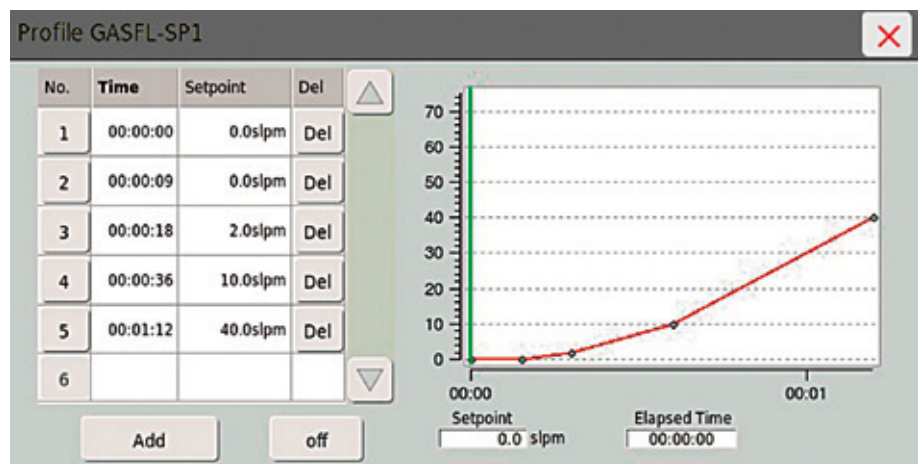 Profile GASFL-SP1
No. Time Setpoint Del
1 00:00:00 0.0slpm Del
2 00:00:09 0.0slpm Del
3 00:00:18 2.0slpm Del
4 00:00:36 10.0slpm Del
5 00:01:12 40.0slpm Del
6
Add off
70
60
50
40
30
20
10
0
00:00 00:01
Setpoint Elapsed Time
0.0 slpm 00:00:00